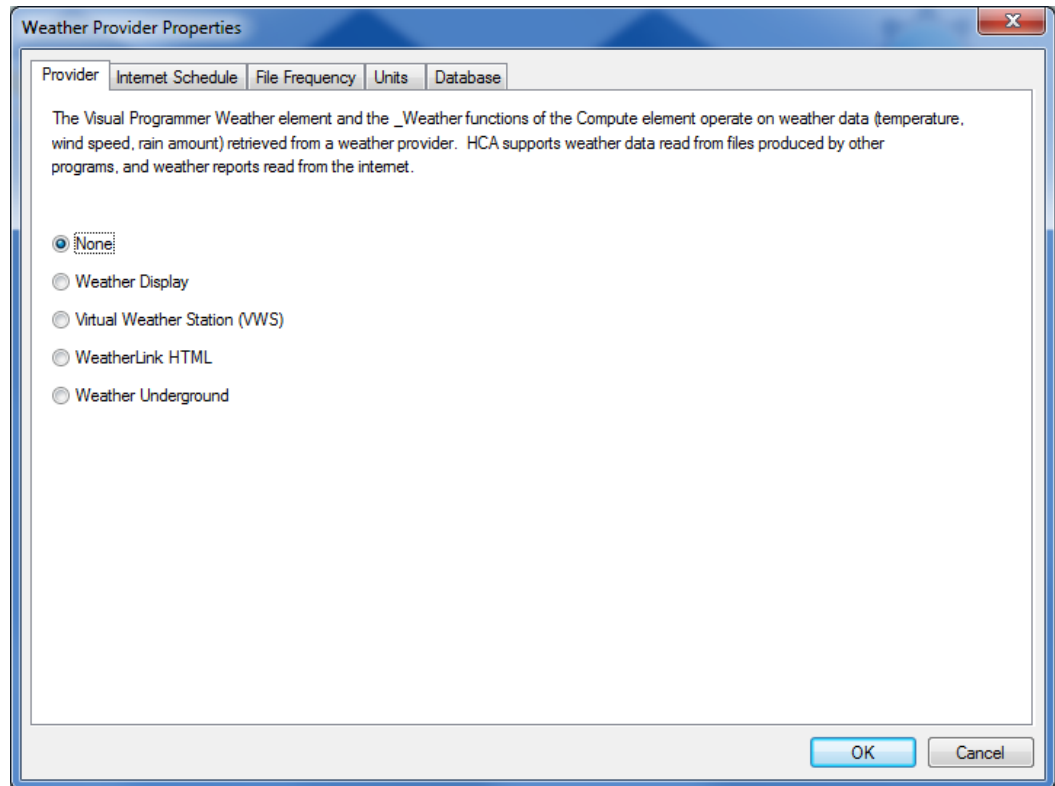 Weather Provider Properties
Provider Internet Schedule File Frequency Units Database
The Visual Programmer Weather element and the _Weather functions of the Compute element operate on weather data (temperature,
wind speed, rain amount) retrieved from a weather provider. HCA supports weather data read from files produced by other
programs, and weather reports read from the internet.
None
Weather Display
Virtual Weather Station (VWS)
WeatherLink HTML
Weather Underground
OK Cancel